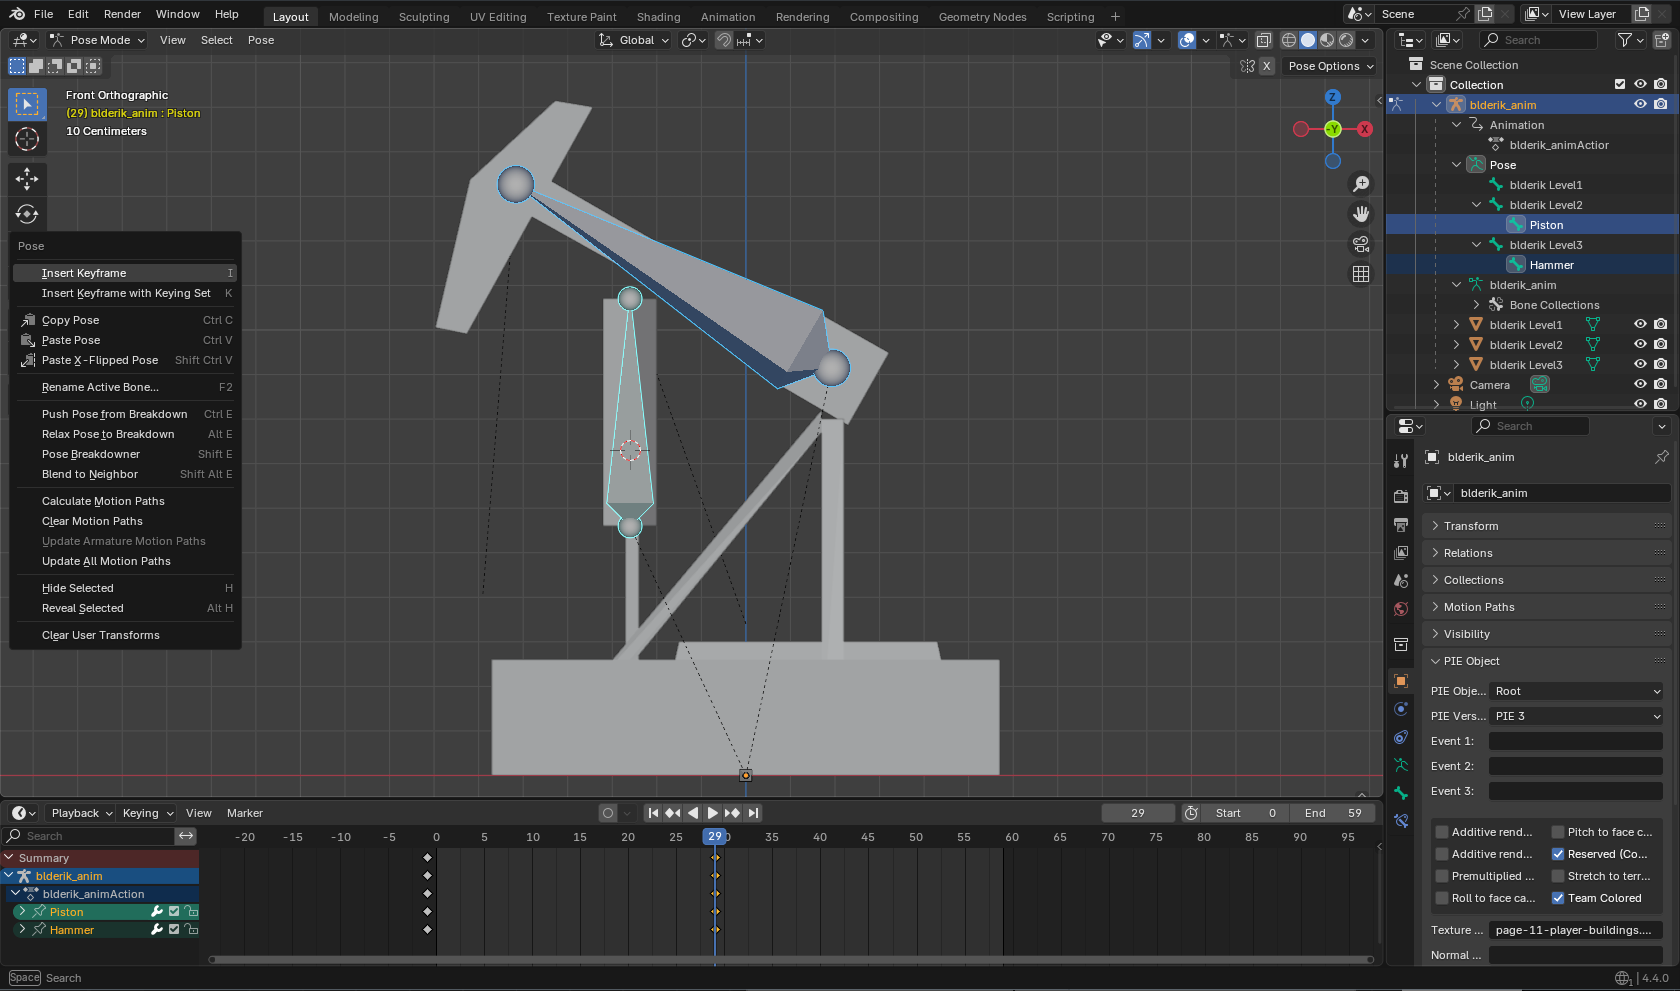 File Edit Render Window Help Layout Modeling Sculpting UV Editing Texture Paint Shading Animation Rendering Compositing Geometry Nodes Scripting + Scene View Layer
Pose Mode View Select Pose Global Search
X Pose Options
Front Orthographic
(29) blderik_anim : Piston
10 Centimeters
Z
-Y
X
Pose
Insert Keyframe I
Insert Keyframe with Keying Set K
Copy Pose Ctrl C
Paste Pose Ctrl V
Paste X-Flipped Pose Shift Ctrl V
Rename Active Bone... F2
Push Pose from Breakdown Ctrl E
Relax Pose to Breakdown Alt E
Pose Breakdowner Shift E
Blend to Neighbor Shift Alt E
Calculate Motion Paths
Clear Motion Paths
Update Armature Motion Paths
Update All Motion Paths
Hide Selected H
Reveal Selected Alt H
Clear User Transforms
Scene Collection
Collection
blderik_anim
Animation
blderik_animActior
Pose
blderik Level1
blderik Level2
Piston
blderik Level3
Hammer
blderik_anim
Bone Collections
blderik Level1
blderik Level2
blderik Level3
Camera
Light
Search
blderik_anim
blderik_anim
Transform
Relations
Collections
Motion Paths
Visibility
PIE Object
PIE Obje... Root
PIE Vers... PIE 3
Event 1:
Event 2:
Event 3:
Additive rend... Pitch to face c...
Additive rend... Reserved (Co...
Premultiplied ... Stretch to terr...
Roll to face ca... Team Colored
Texture ... page-11-player-buildings....
Normal ...
Playback Keying View Marker 29 Start 0 End 59
Search -20 -15 -10 -5 0 5 10 15 20 25 29 35 40 45 50 55 60 65 70 75 80 85 90 95
Summary
blderik_anim
blderik_animAction
Piston
Hammer
Space Search 4.4.0